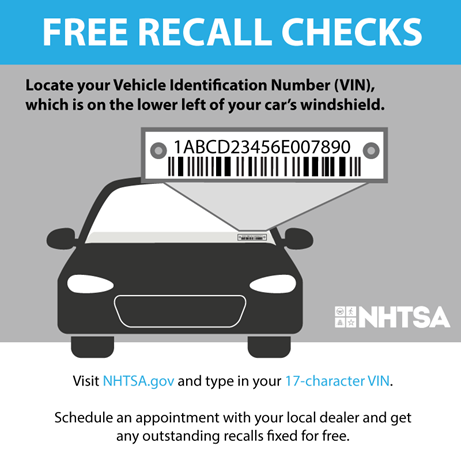 FREE RECALL CHECKS
Locate your Vehicle Identification Number (VIN),
which is on the lower left of your car's windshield.
1ABCD23456E007890
NHTSA
Visit NHTSA.gov and type in your 17-character VIN.
Schedule an appointment with your local dealer and get
any outstanding recalls fixed for free.